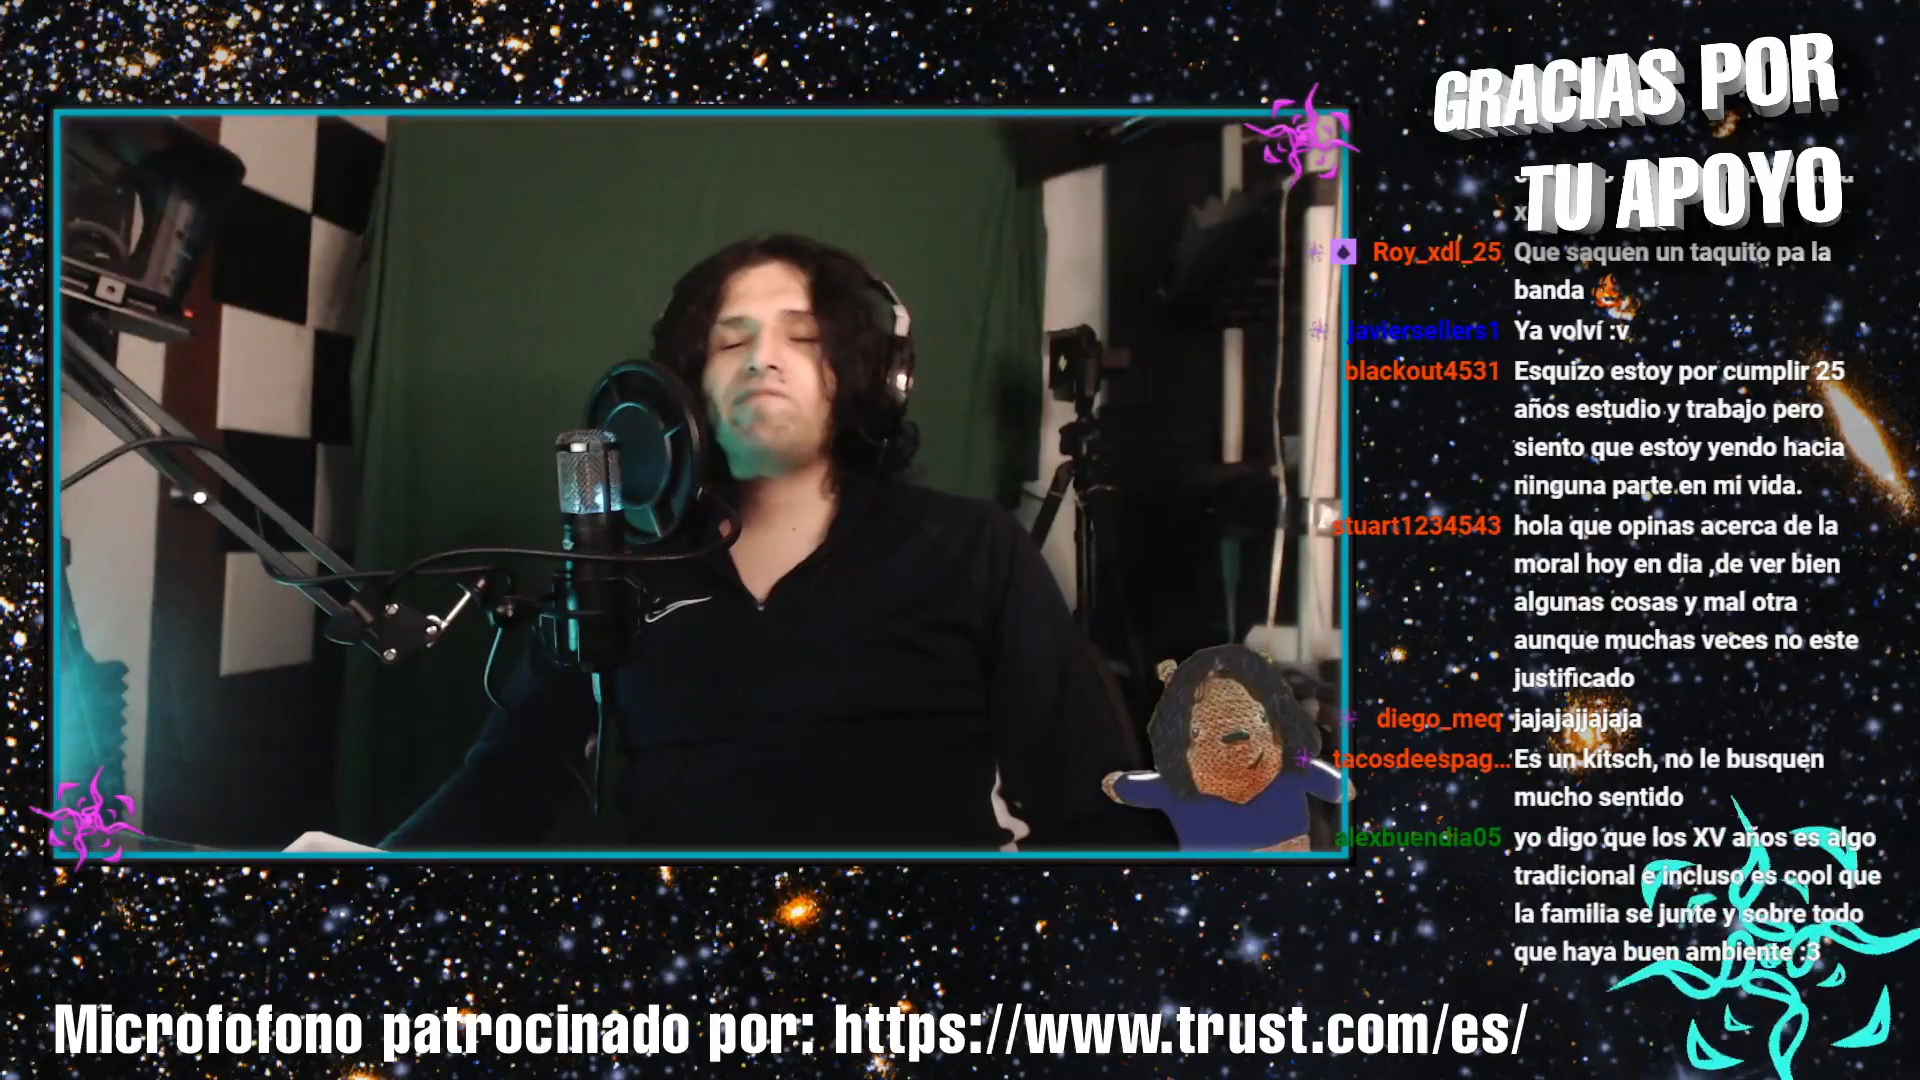 GRACIAS POR
TU APOYO
Roy_xdl_25 Que saquen un taquito pa la
banda
javiersellers1 Ya volví :v
blackout4531 Esquizo estoy por cumplir 25
años estudio y trabajo pero
siento que estoy yendo hacia
ninguna parte en mi vida.
stuart1234543 hola que opinas acerca de la
moral hoy en dia ,de ver bien
algunas cosas y mal otra
aunque muchas veces no este
justificado
diego_meq jajajajjajaja
tacosdeespag... Es un kitsch, no le busquen
mucho sentido
alexbuendia05 yo digo que los XV años es algo
tradicional e incluso es cool que
la familia se junte y sobre todo
que haya buen ambiente :3
Microfofono patrocinado por: https://www.trust.com/es/